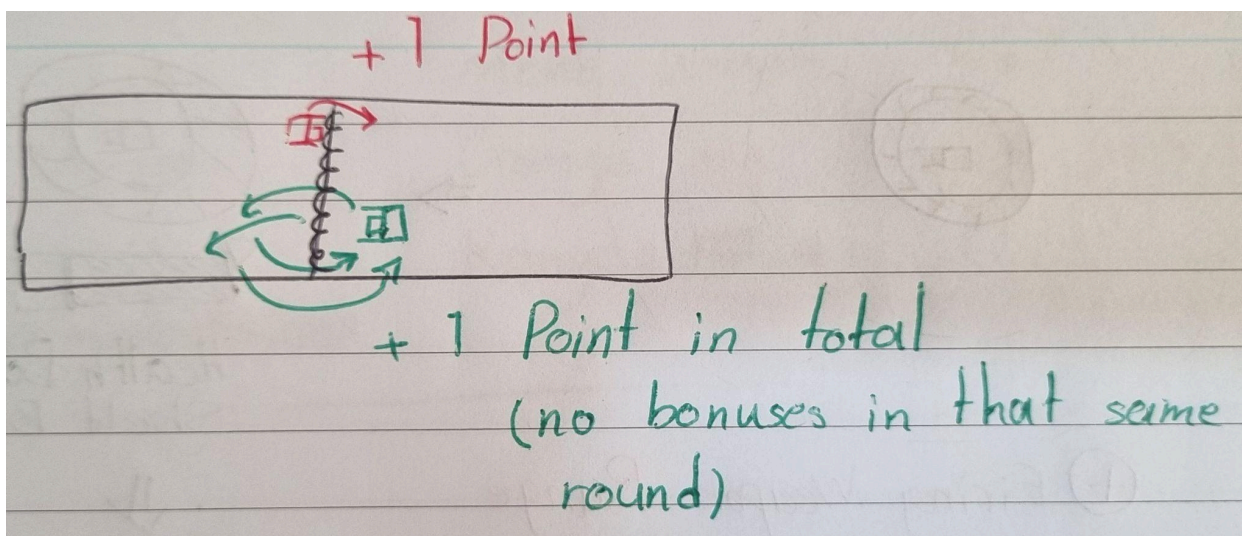 + 1 Point
+ 1 Point in total
(no bonuses in that same
round)